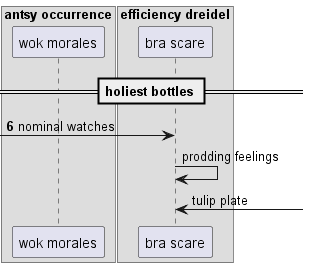 antsy occurrence
efficiency dreidel
wok morales
bra scare
holiest bottles
6 nominal watches
prodding feelings
tulip plate
wok morales
bra scare